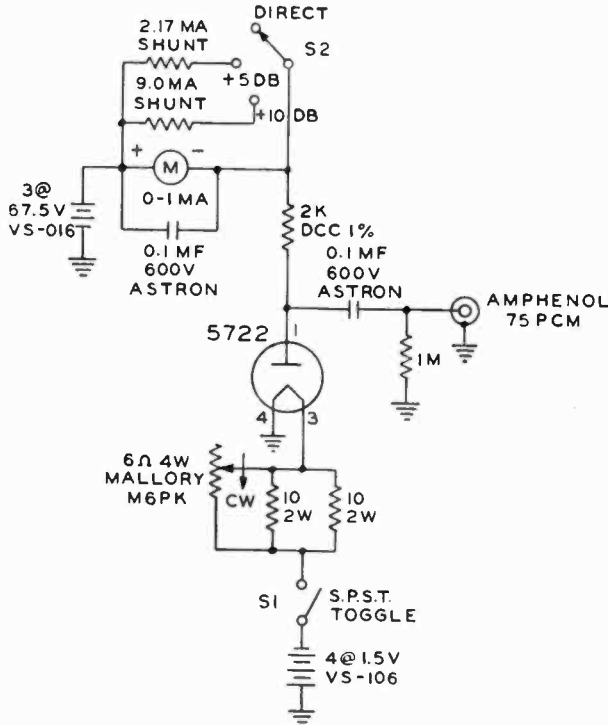 DIRECT
2.17 MA
SHUNT
S2
+5 DB
9.0 MA
SHUNT
+10 DB
+
-
M
0-1 MA
3@
67.5V
VS-016
2K
DCC 1%
0.1 MF
600V
ASTRON
0.1 MF
600V
ASTRON
AMPHENOL
75 PCM
5722
1
1M
4
3
6Ω 4W
MALLORY
M6PK
CW
10
2W
10
2W
S1
S.P.S.T.
TOGGLE
4@1.5V
VS-106